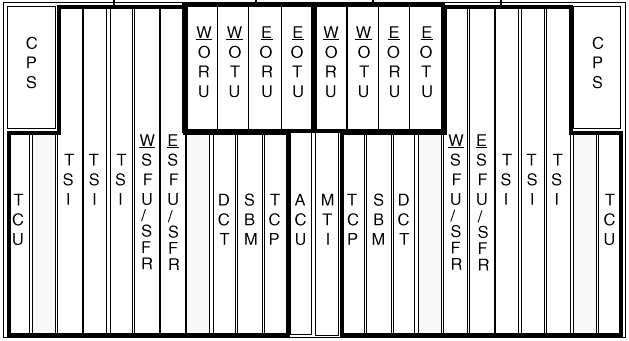 CPS
WORU
WOTU
EORU
EOTU
WORU
WOTU
EORU
EOTU
CPS
TCU
TSI
TSI
TSI
WSFU/SFR
ESFU/SFR
DCT
SBM
TCP
ACU
MTI
TCP
SBM
DCT
WSFU/SFR
ESFU/SFR
TSI
TSI
TSI
TCU